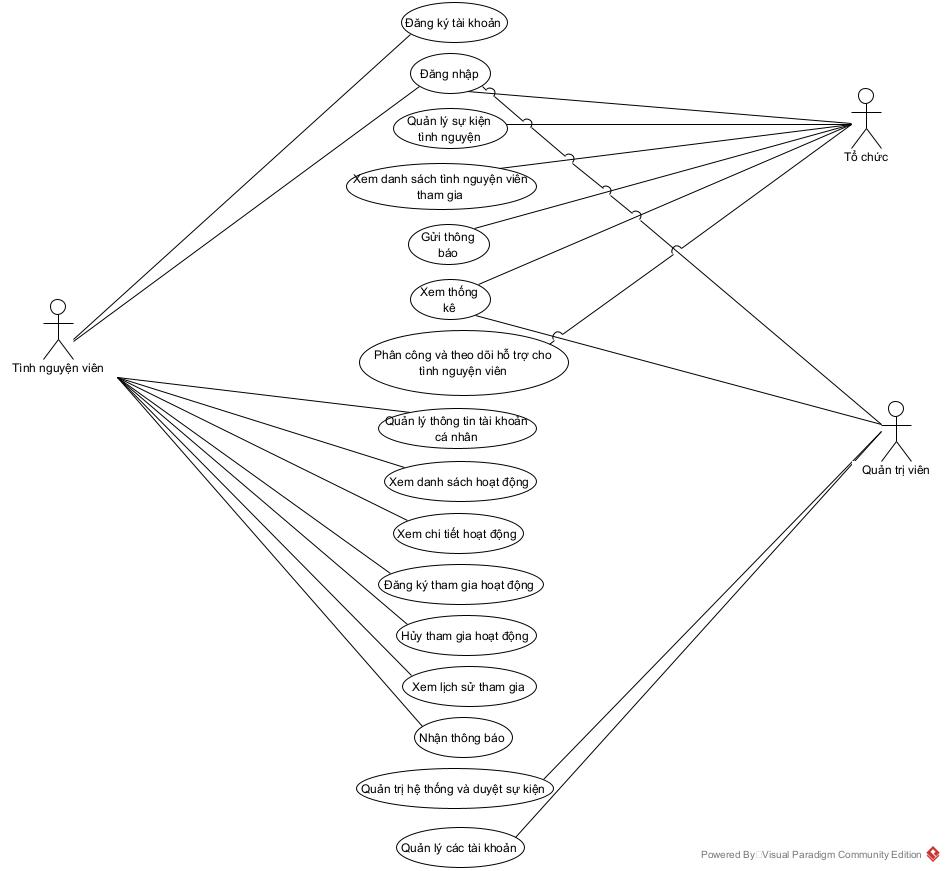 Đăng ký tài khoản
Đăng nhập
Quản lý sự kiện
tình nguyện
Tổ chức
Xem danh sách tình nguyện viên
tham gia
Gửi thông
báo
Xem thống
kê
Tình nguyện viên
Phân công và theo dõi hỗ trợ cho
tình nguyện viên
Quản lý thông tin tài khoản
cá nhân
Quản trị viên
Xem danh sách hoạt động
Xem chi tiết hoạt động
Đăng ký tham gia hoạt động
Hủy tham gia hoạt động
Xem lịch sử tham gia
Nhận thông báo
Quản trị hệ thống và duyệt sự kiện
Quản lý các tài khoản
Powered By Visual Paradigm Community Edition